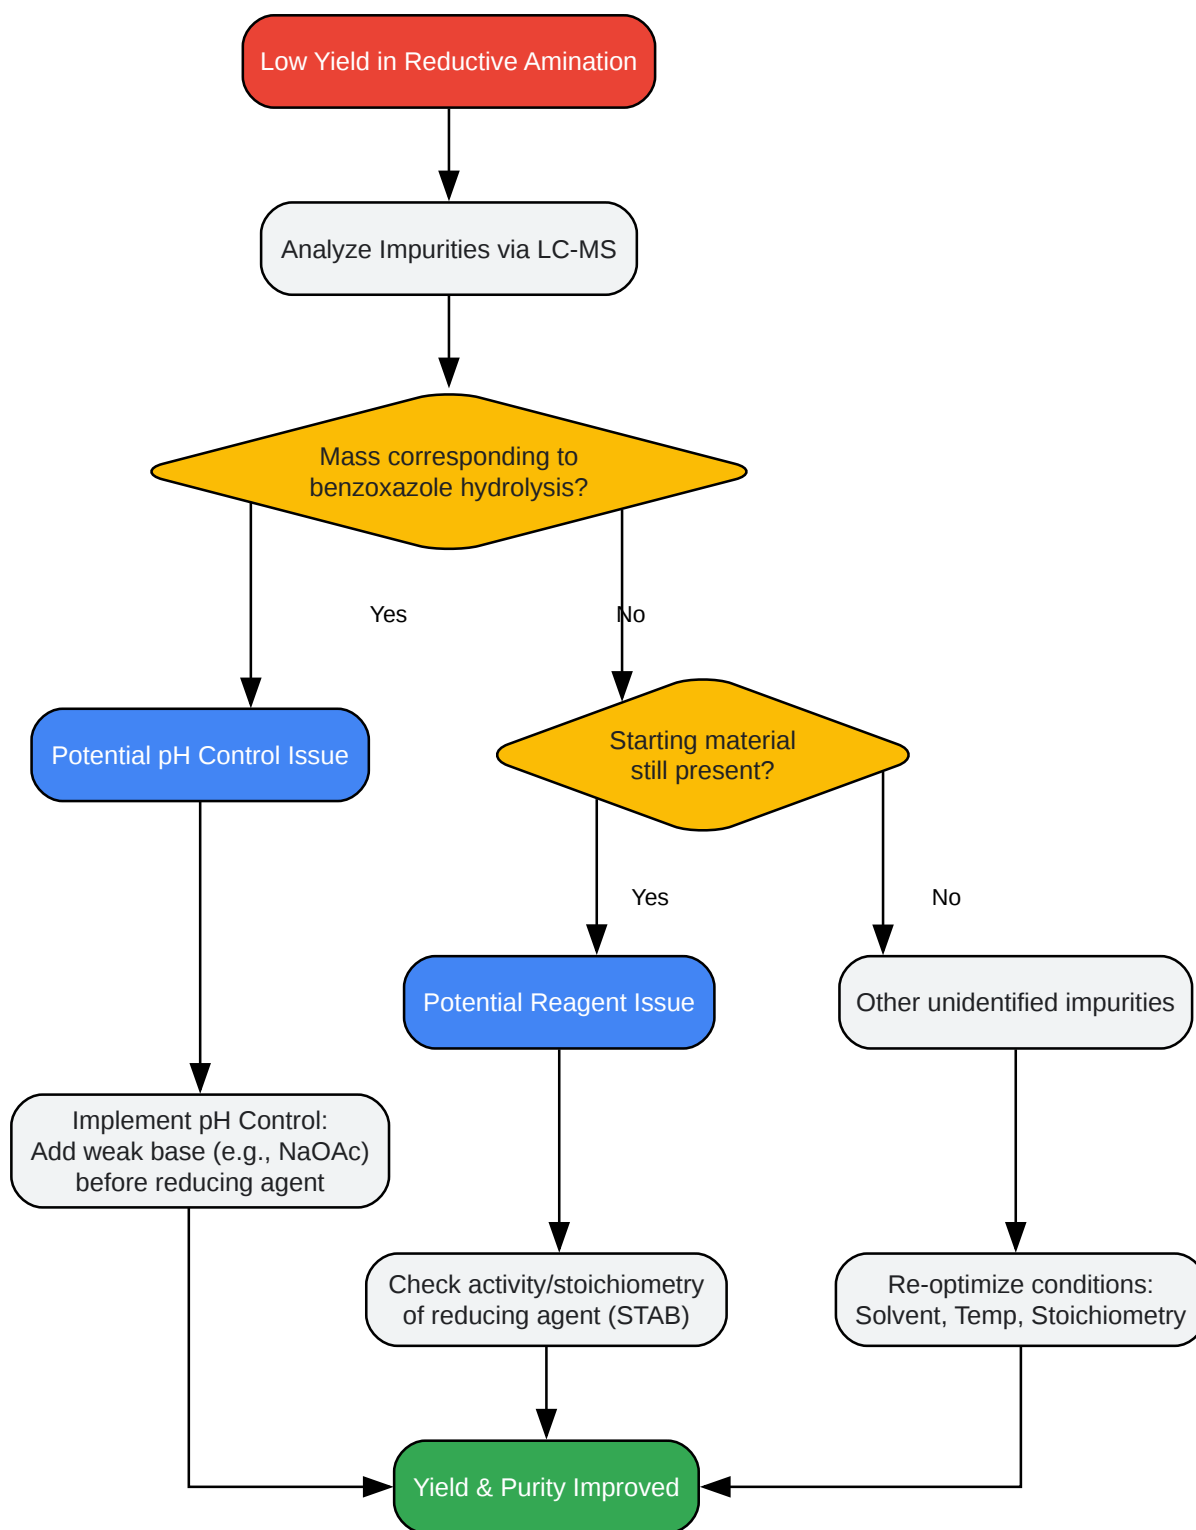 Low Yield in Reductive Amination
Analyze Impurities via LC-MS
Mass corresponding to
benzoxazole hydrolysis?
Yes
No
Potential pH Control Issue
Starting material
still present?
Yes
No
Potential Reagent Issue
Other unidentified impurities
Implement pH Control:
Add weak base (e.g., NaOAc)
before reducing agent
Check activity/stoichiometry
of reducing agent (STAB)
Re-optimize conditions:
Solvent, Temp, Stoichiometry
Yield & Purity Improved